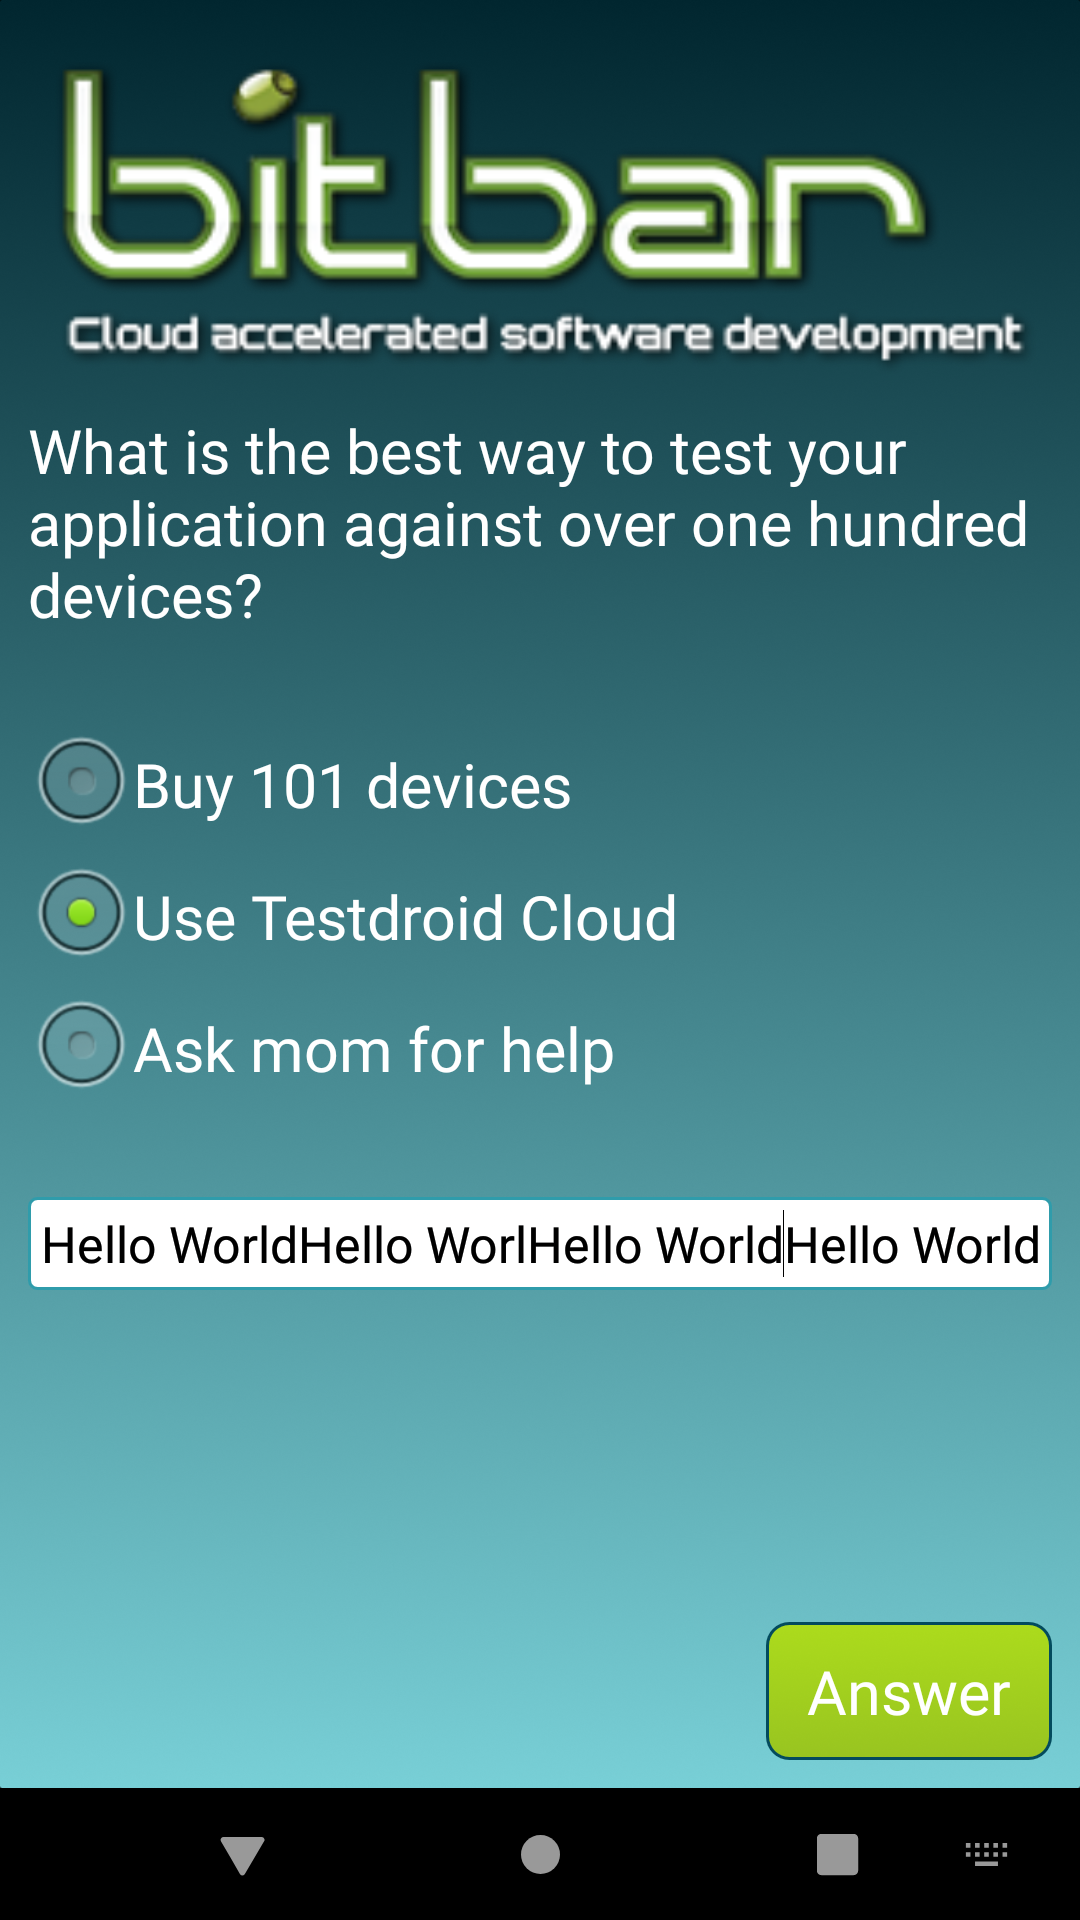 bitbar
Cloud accelerated software development
What is the best way to test your
application against over one hundred
devices?
Buy 101 devices
Use Testdroid Cloud
Ask mom for help
Hello WorldHello WorlHello WorldHello World
Answer